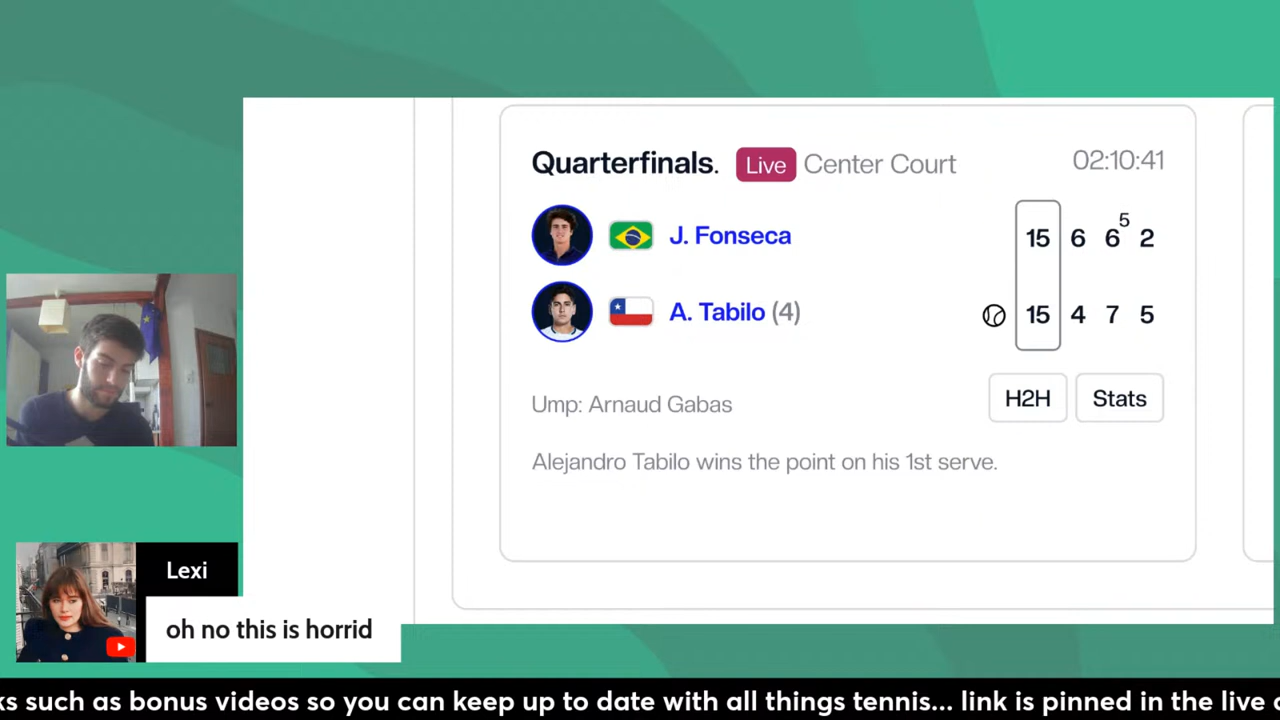 Quarterfinals. Live Center Court 02:10:41
J. Fonseca 15 6 6⁵ 2
A. Tabilo (4) 15 4 7 5
H2H Stats
Ump: Arnaud Gabas
Alejandro Tabilo wins the point on his 1st serve.
Lexi
oh no this is horrid
ks such as bonus videos so you can keep up to date with all things tennis... link is pinned in the live